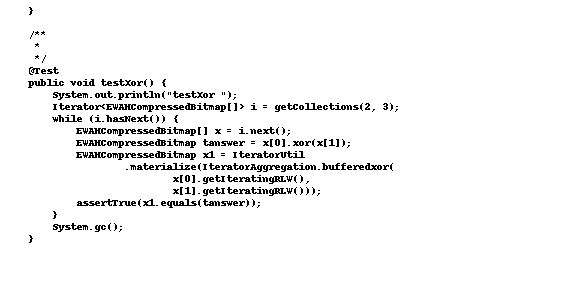 }

/**
 *
 */
@Test
public void testXor() {
    System.out.println("testXor ");
    Iterator<EWAHCompressedBitmap[]> i = getCollections(2, 3);
    while (i.hasNext()) {
        EWAHCompressedBitmap[] x = i.next();
        EWAHCompressedBitmap tanswer = x[0].xor(x[1]);
        EWAHCompressedBitmap x1 = IteratorUtil
                .materialize(IteratorAggregation.bufferedxor(
                        x[0].getIteratingRLW(),
                        x[1].getIteratingRLW()));
        assertTrue(x1.equals(tanswer));
    }
    System.gc();
}